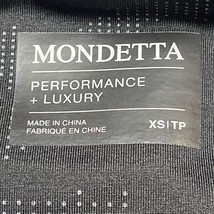 MONDETTA
PERFORMANCE
+ LUXURY
MADE IN CHINA
FABRIQUÉ EN CHINE
XS|TP